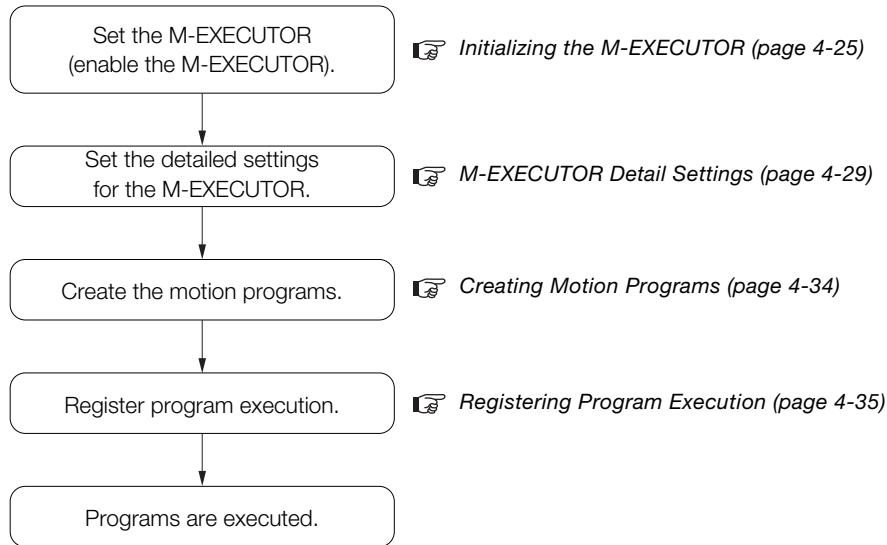 Set the M-EXECUTOR
(enable the M-EXECUTOR).
Initializing the M-EXECUTOR (page 4-25)
Set the detailed settings
for the M-EXECUTOR.
M-EXECUTOR Detail Settings (page 4-29)
Create the motion programs.
Creating Motion Programs (page 4-34)
Register program execution.
Registering Program Execution (page 4-35)
Programs are executed.